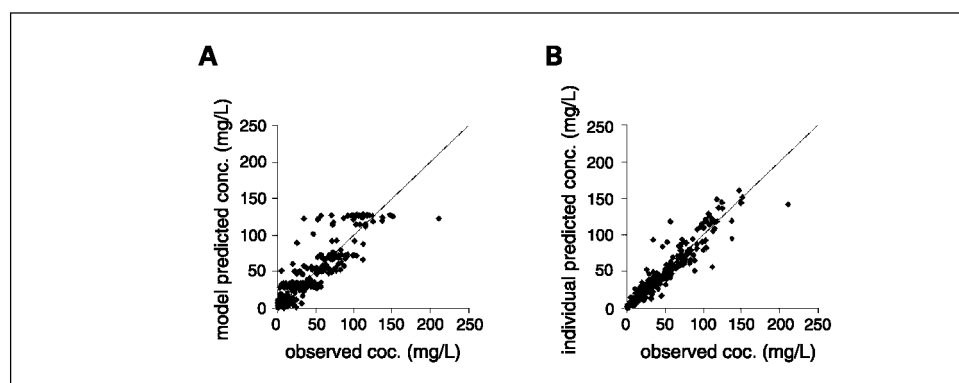 A
B
model predicted conc. (mg/L)
250
200
150
100
50
0
0 50 100 150 200 250
observed coc. (mg/L)
individual predicted conc. (mg/L)
250
200
150
100
50
0
0 50 100 150 200 250
observed coc. (mg/L)